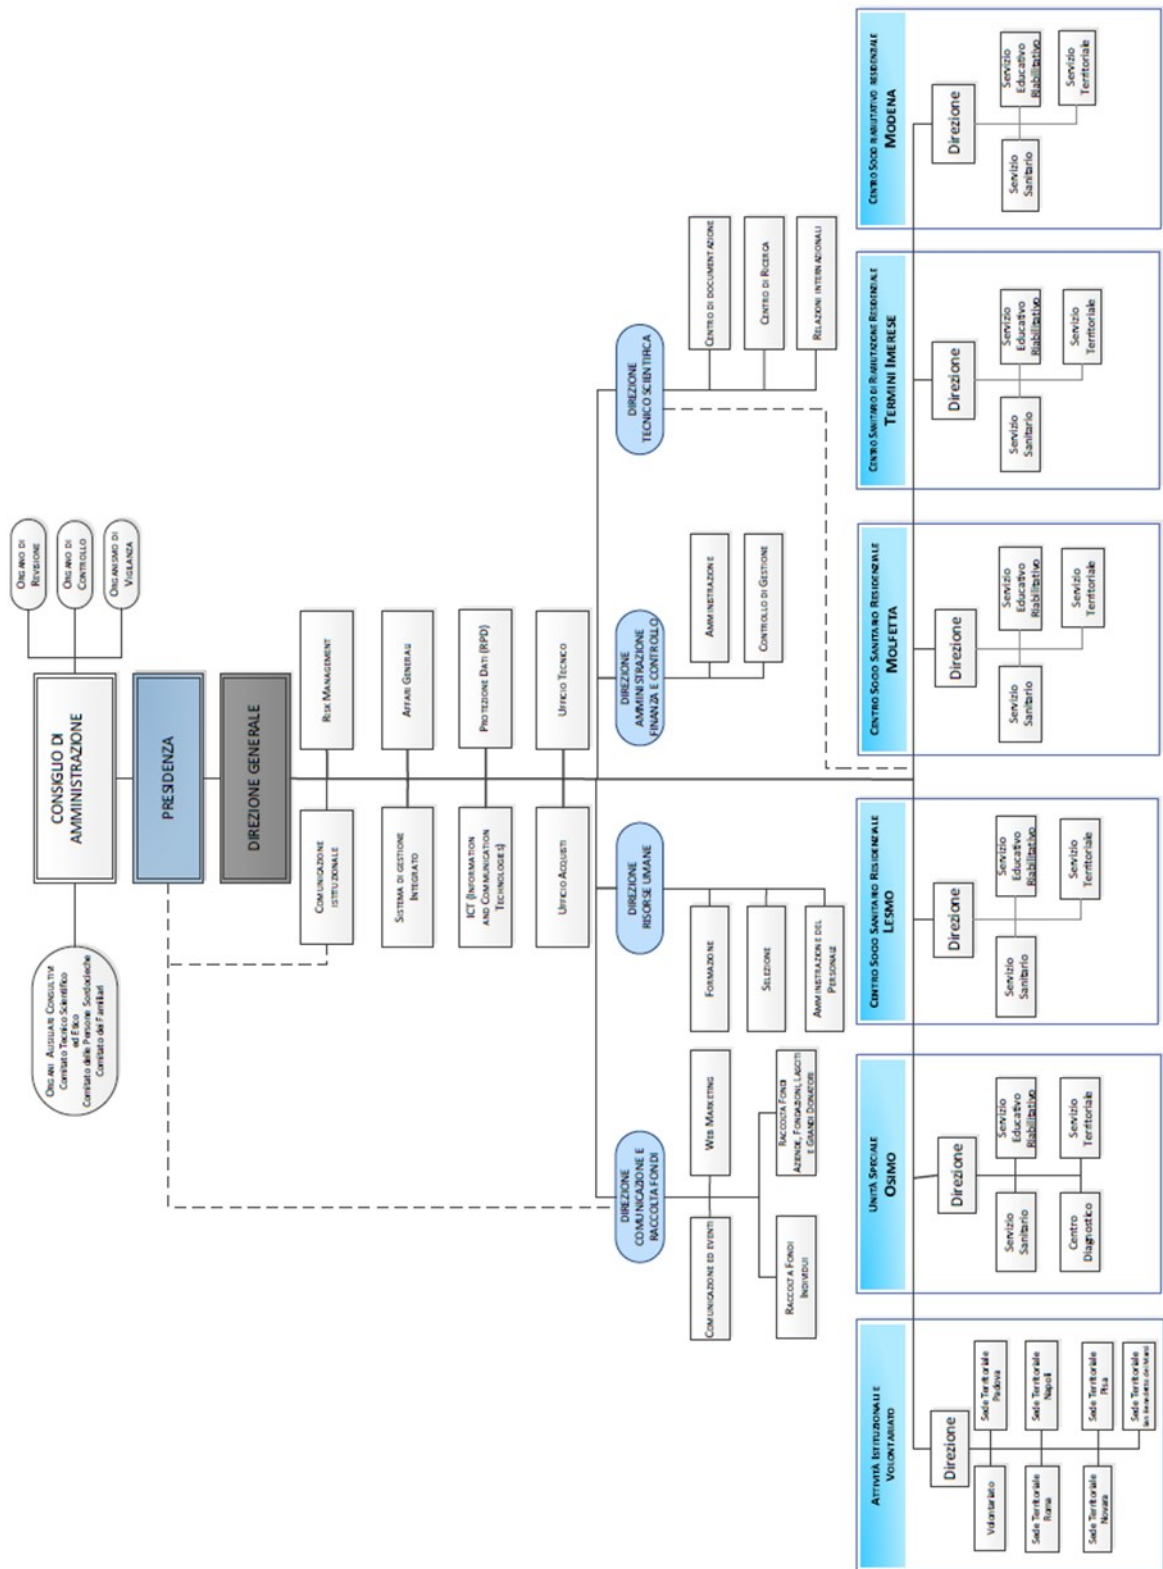 ORGANO DI
REVISIONE
ORGANO DI
CONTROLLO
ORGANISMO DI
VIGILANZA
CONSIGLIO DI
AMMINISTRAZIONE
ORGANI AUSILIARI CONSULTIVI
Comitato Tecnico Scientifico
ed Etico
Comitato delle Persone Sordocieche
Comitato dei Familiari
PRESIDENZA
DIREZIONE GENERALE
COMUNICAZIONE
ISTITUZIONALE
RISK MANAGEMENT
SISTEMA DI GESTIONE
INTEGRATO
AFFARI GENERALI
ICT (INFORMATION
AND COMMUNICATION
TECHNOLOGIES)
PROTEZIONE DATI (RPD)
UFFICIO ACQUISTI
UFFICIO TECNICO
DIREZIONE
COMUNICAZIONE E
RACCOLTA FONDI
COMUNICAZIONE ED EVENTI
WEB MARKETING
RACCOLTA FONDI
INDIVIDUI
RACCOLTA FONDI
AZIENDE, FONDAZIONI, LASCITI
E GRANDI DONATORI
DIREZIONE
RISORSE UMANE
FORMAZIONE
SELEZIONE
AMMINISTRAZIONE DEL
PERSONALE
DIREZIONE
AMMINISTRAZIONE
FINANZA E CONTROLLO
AMMINISTRAZIONE
CONTROLLO DI GESTIONE
DIREZIONE
TECNICO SCIENTIFICA
CENTRO DI DOCUMENTAZIONE
CENTRO DI RICERCA
RELAZIONI INTERNAZIONALI
ATTIVITÀ ISTITUZIONALI E
VOLONTARIATO
Direzione
Volontariato
Sede Territoriale
Padova
Sede Territoriale
Roma
Sede Territoriale
Napoli
Sede Territoriale
Novara
Sede Territoriale
Pisa
Sede Territoriale
San Benedetto dei Marsi
UNITÀ SPECIALE
OSIMO
Direzione
Servizio
Sanitario
Servizio
Educativo
Riabilitativo
Centro
Diagnostico
Servizio
Territoriale
CENTRO SOCIO SANITARIO RESIDENZIALE
LESMO
Direzione
Servizio
Sanitario
Servizio
Educativo
Riabilitativo
Servizio
Territoriale
CENTRO SOCIO SANITARIO RESIDENZIALE
MOLFETTA
Direzione
Servizio
Sanitario
Servizio
Educativo
Riabilitativo
Servizio
Territoriale
CENTRO SANITARIO DI RIABILITAZIONE RESIDENZIALE
TERMINI IMERESE
Direzione
Servizio
Sanitario
Servizio
Educativo
Riabilitativo
Servizio
Territoriale
CENTRO SOCIO RIABILITATIVO RESIDENZIALE
MODENA
Direzione
Servizio
Sanitario
Servizio
Educativo
Riabilitativo
Servizio
Territoriale